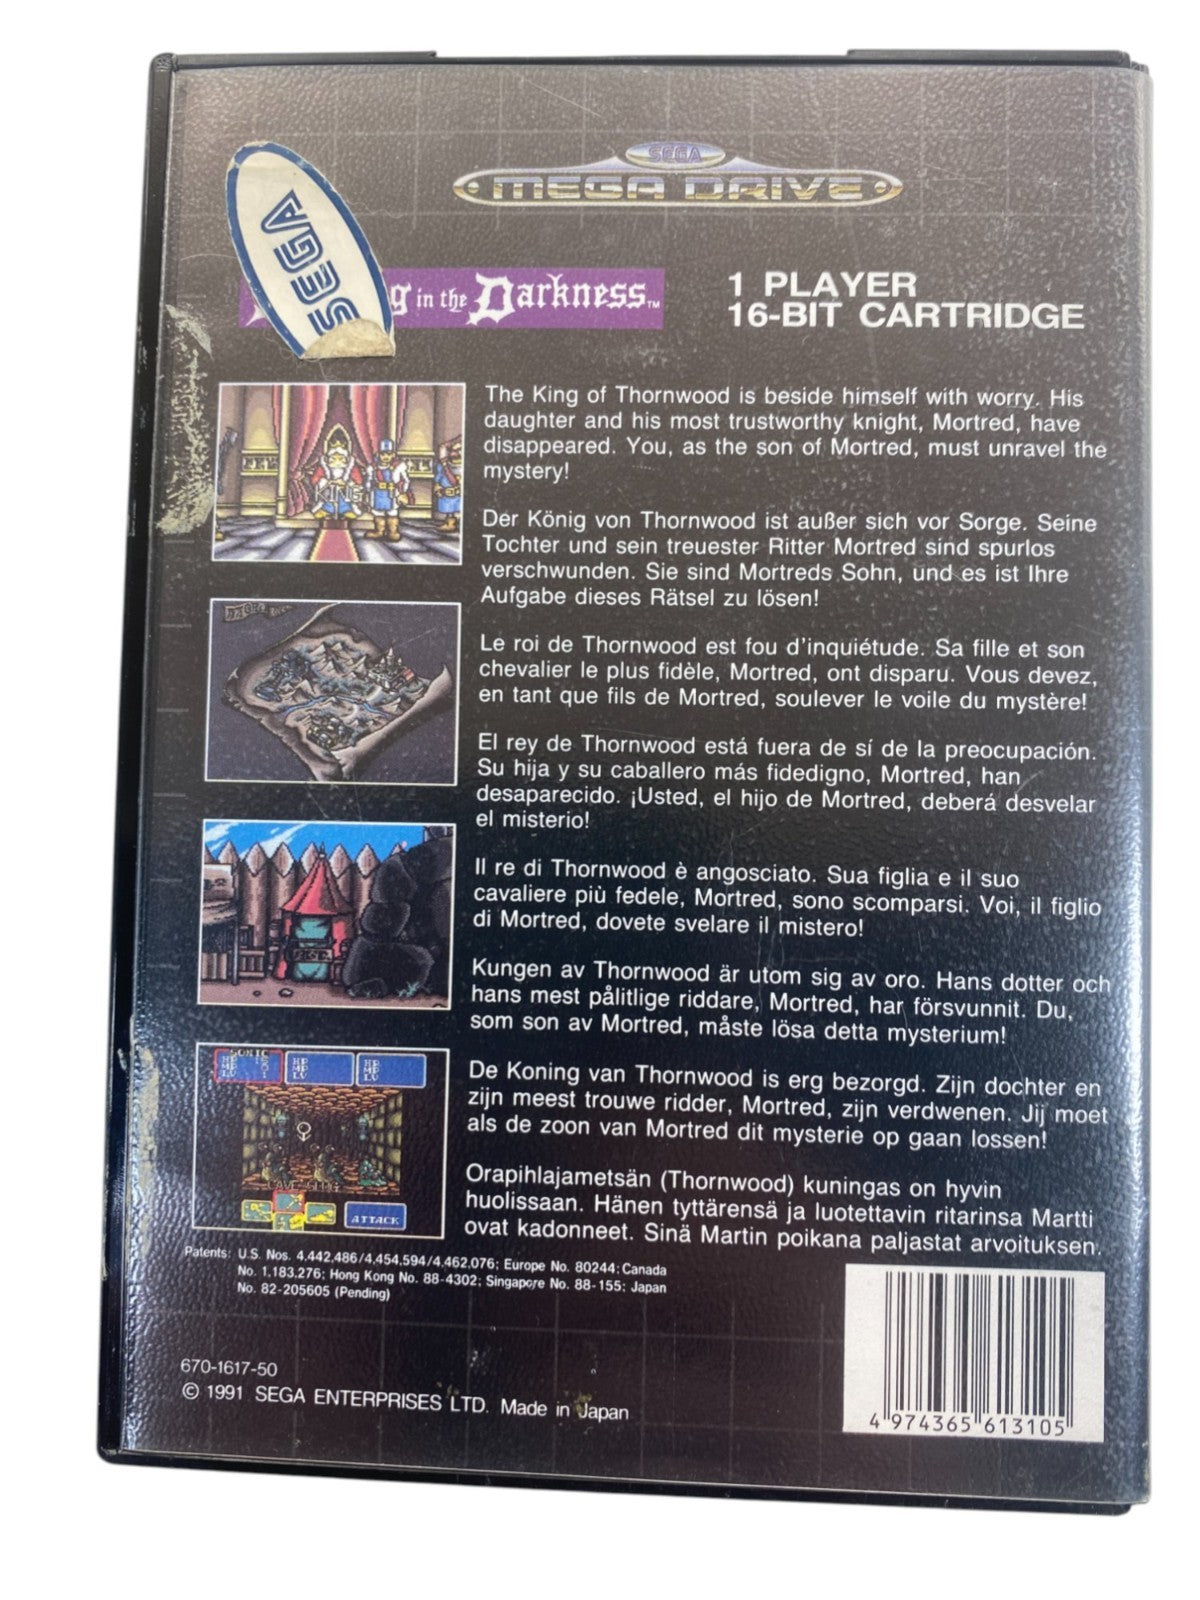 SEGA
MEGA DRIVE
SEGA
g in the Darkness™
1 PLAYER
16-BIT CARTRIDGE
The King of Thornwood is beside himself with worry. His
daughter and his most trustworthy knight, Mortred, have
disappeared. You, as the son of Mortred, must unravel the
mystery!
KING
Der König von Thornwood ist außer sich vor Sorge. Seine
Tochter und sein treuester Ritter Mortred sind spurlos
verschwunden. Sie sind Mortreds Sohn, und es ist Ihre
Aufgabe dieses Rätsel zu lösen!
Le roi de Thornwood est fou d'inquiétude. Sa fille et son
chevalier le plus fidèle, Mortred, ont disparu. Vous devez,
en tant que fils de Mortred, soulever le voile du mystère!
El rey de Thornwood está fuera de sí de la preocupación.
Su hija y su caballero más fidedigno, Mortred, han
desaparecido. ¡Usted, el hijo de Mortred, deberá desvelar
el misterio!
Il re di Thornwood è angosciato. Sua figlia e il suo
cavaliere più fedele, Mortred, sono scomparsi. Voi, il figlio
di Mortred, dovete svelare il mistero!
Kungen av Thornwood är utom sig av oro. Hans dotter och
hans mest pålitlige riddare, Mortred, har försvunnit. Du,
som son av Mortred, måste lösa detta mysterium!
De Koning van Thornwood is erg bezorgd. Zijn dochter en
zijn meest trouwe ridder, Mortred, zijn verdwenen. Jij moet
als de zoon van Mortred dit mysterie op gaan lossen!
Orapihlajametsän (Thornwood) kuningas on hyvin
huolissaan. Hänen tyttärensä ja luotettavin ritarinsa Martti
ovat kadonneet. Sinä Martin poikana paljastat arvoituksen.
SONIC
HP HP HP
MP MP MP
LV LV LV
CAVE SLUG
ATTACK
Patents: U.S. Nos. 4,442,486/4,454,594/4,462,076; Europe No. 80244; Canada
No. 1,183,276; Hong Kong No. 88-4302; Singapore No. 88-155; Japan
No. 82-205605 (Pending)
670-1617-50
© 1991 SEGA ENTERPRISES LTD. Made in Japan
4 974365 613105